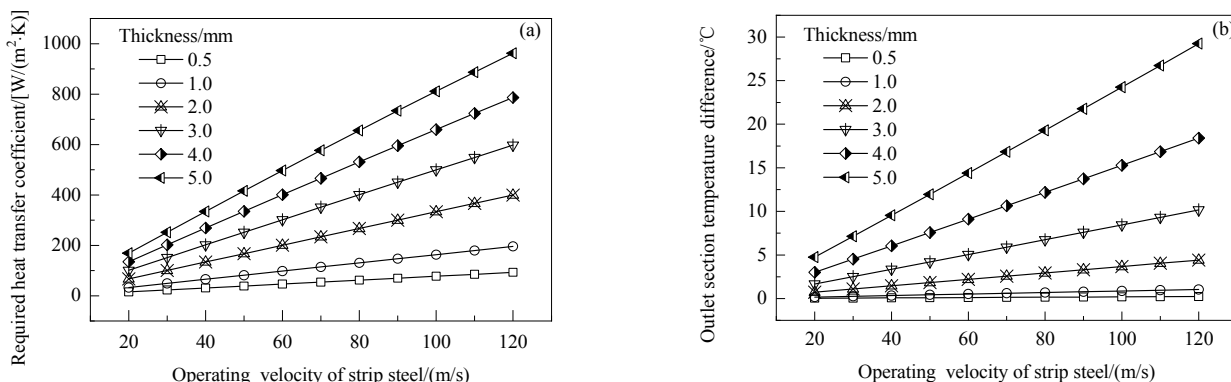 Required heat transfer coefficient/[W/(m²·K)]
1000
800
600
400
200
0
(a)
Thickness/mm
0.5
1.0
2.0
3.0
4.0
5.0
20 40 60 80 100 120
Operating velocity of strip steel/(m/s)
Outlet section temperature difference/℃
30
25
20
15
10
5
0
(b)
Thickness/mm
0.5
1.0
2.0
3.0
4.0
5.0
20 40 60 80 100 120
Operating velocity of strip steel/(m/s)